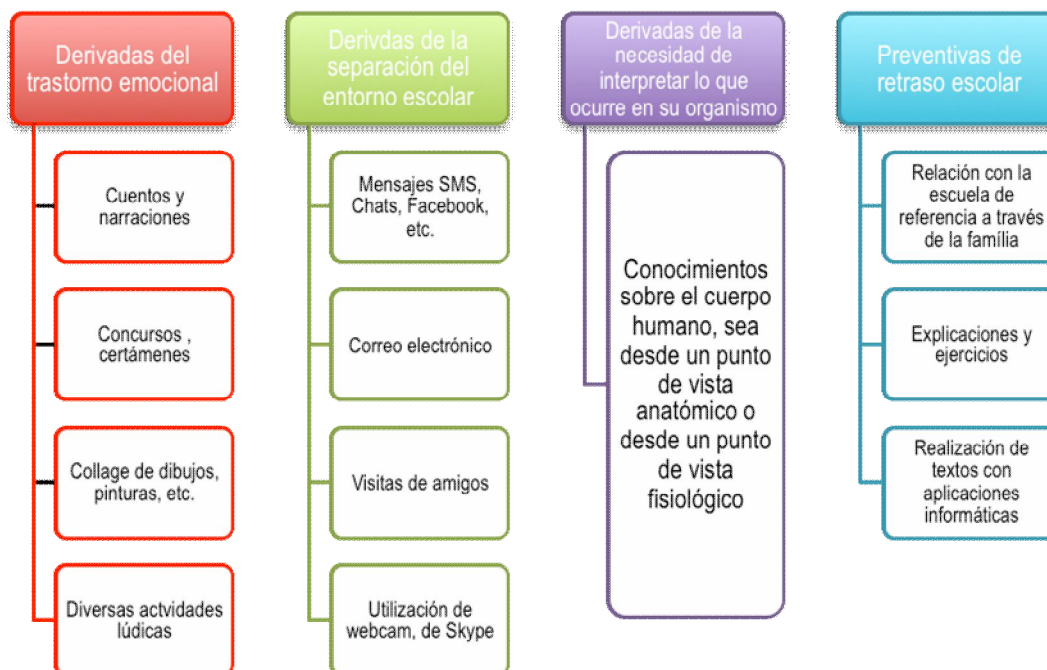 Derivadas del
trastorno emocional
Cuentos y
narraciones
Concursos ,
certámenes
Collage de dibujos,
pinturas, etc.
Diversas actvidades
lúdicas
Derivdas de la
separación del
entorno escolar
Mensajes SMS,
Chats, Facebook,
etc.
Correo electrónico
Visitas de amigos
Utilización de
webcam, de Skype
Derivadas de la
necesidad de
interpretar lo que
ocurre en su organismo
Conocimientos
sobre el cuerpo
humano, sea
desde un punto
de vista
anatómico o
desde un punto
de vista
fisiológico
Preventivas de
retraso escolar
Relación con la
escuela de
referencia a través
de la família
Explicaciones y
ejercicios
Realización de
textos con
aplicaciones
informáticas